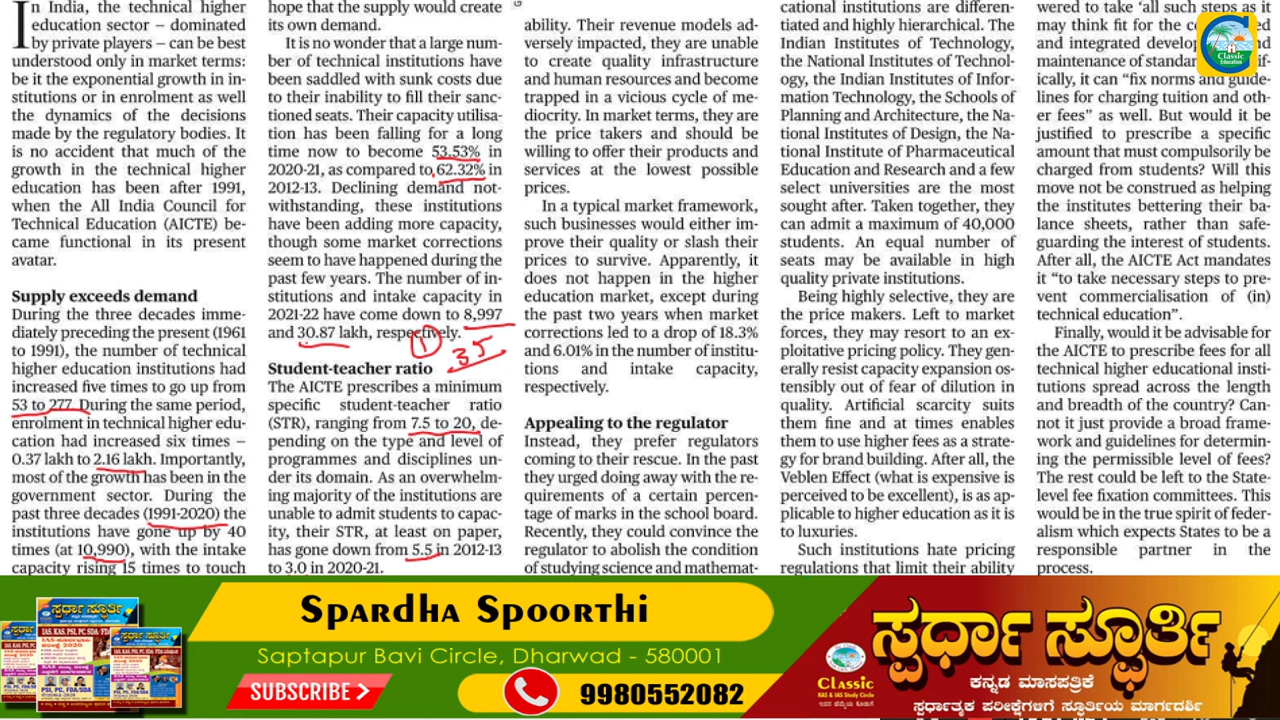 In India, the technical higher
education sector – dominated
by private players – can be best
understood only in market terms:
be it the exponential growth in in-
stitutions or in enrolment as well
the dynamics of the decisions
made by the regulatory bodies. It
is no accident that much of the
growth in the technical higher
education has been after 1991,
when the All India Council for
Technical Education (AICTE) be-
came functional in its present
avatar.
Supply exceeds demand
During the three decades imme-
diately preceding the present (1961
to 1991), the number of technical
higher education institutions had
increased five times to go up from
53 to 277. During the same period,
enrolment in technical higher edu-
cation had increased six times –
0.37 lakh to 2.16 lakh. Importantly,
most of the growth has been in the
government sector. During the
past three decades (1991-2020) the
institutions have gone up by 40
times (at 10,990), with the intake
capacity rising 15 times to touch
hope that the supply would create
its own demand.
It is no wonder that a large num-
ber of technical institutions have
been saddled with sunk costs due
to their inability to fill their sanc-
tioned seats. Their capacity utilisa-
tion has been falling for a long
time now to become 53.53% in
2020-21, as compared to 62.32% in
2012-13. Declining demand not-
withstanding, these institutions
have been adding more capacity,
though some market corrections
seem to have happened during the
past few years. The number of in-
stitutions and intake capacity in
2021-22 have come down to 8,997
and 30.87 lakh, respectively.
1
35
Student-teacher ratio
The AICTE prescribes a minimum
specific student-teacher ratio
(STR), ranging from 7.5 to 20, de-
pending on the type and level of
programmes and disciplines un-
der its domain. As an overwhelm-
ing majority of the institutions are
unable to admit students to capac-
ity, their STR, at least on paper,
has gone down from 5.5 in 2012-13
to 3.0 in 2020-21.
ability. Their revenue models ad-
versely impacted, they are unable
create quality infrastructure
nd human resources and become
trapped in a vicious cycle of me-
diocrity. In market terms, they are
the price takers and should be
willing to offer their products and
services at the lowest possible
prices.
In a typical market framework,
such businesses would either im-
prove their quality or slash their
prices to survive. Apparently, it
does not happen in the higher
education market, except during
the past two years when market
corrections led to a drop of 18.3%
and 6.01% in the number of institu-
tions and intake capacity,
respectively.
Appealing to the regulator
Instead, they prefer regulators
coming to their rescue. In the past
they urged doing away with the re-
quirements of a certain percen-
tage of marks in the school board.
Recently, they could convince the
regulator to abolish the condition
of studying science and mathemat-
cational institutions are differen-
tiated and highly hierarchical. The
Indian Institutes of Technology,
the National Institutes of Technol-
ogy, the Indian Institutes of Infor-
mation Technology, the Schools of
Planning and Architecture, the Na-
tional Institutes of Design, the Na-
tional Institute of Pharmaceutical
Education and Research and a few
select universities are the most
sought after. Taken together, they
can admit a maximum of 40,000
students. An equal number of
seats may be available in high
quality private institutions.
Being highly selective, they are
the price makers. Left to market
forces, they may resort to an ex-
ploitative pricing policy. They gen-
erally resist capacity expansion os-
tensibly out of fear of dilution in
quality. Artificial scarcity suits
them fine and at times enables
them to use higher fees as a strate-
gy for brand building. After all, the
Veblen Effect (what is expensive is
perceived to be excellent), is as ap-
plicable to higher education as it is
to luxuries.
Such institutions hate pricing
regulations that limit their ability
wered to take ‘all such steps as it
may think fit for the
and integrated develop
maintenance of standar
ically, it can “fix norms and guide-
lines for charging tuition and oth-
er fees” as well. But would it be
justified to prescribe a specific
amount that must compulsorily be
charged from students? Will this
move not be construed as helping
the institutes bettering their ba-
lance sheets, rather than safe-
guarding the interest of students.
After all, the AICTE Act mandates
it “to take necessary steps to pre-
vent commercialisation of (in)
technical education”.
Finally, would it be advisable for
the AICTE to prescribe fees for all
technical higher educational insti-
tutions spread across the length
and breadth of the country? Can-
not it just provide a broad frame-
work and guidelines for determin-
ing the permissible level of fees?
The rest could be left to the State-
level fee fixation committees. This
would be in the true spirit of feder-
alism which expects States to be a
responsible partner in the
process.
Classic
Education
Spardha Spoorthi
Saptapur Bavi Circle, Dharwad - 580001
SUBSCRIBE
9980552082
ಸ್ಪರ್ಧಾ ಸ್ಫೂರ್ತಿ
Classic
KAS & IAS Study Circle
ಕನ್ನಡ ಮಾಸಪತ್ರಿಕೆ
ಸ್ಪರ್ಧಾತ್ಮಕ ಪರೀಕ್ಷೆಗಳಿಗೆ ಸ್ಫೂರ್ತಿಯ ಮಾರ್ಗದರ್ಶಿ